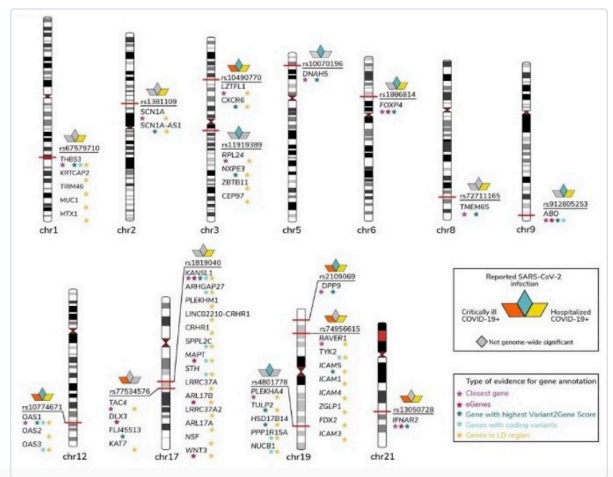 rs67579710
THBS3
KRTCAP2
TRIM46
MUC1
MTX1
chr1
rs1381109
SCN1A
SCN1A-AS1
chr2
rs10490770
LZTFL1
CXCR6
rs11919389
RPL24
NXPE3
ZBTB11
CEP97
chr3
rs10070196
DNAH5
chr5
rs1886814
FOXP4
chr6
rs72711165
TMEM65
chr8
rs912805253
ABO
chr9
rs10774671
OAS1
OAS2
OAS3
chr12
rs1819040
KANSL1
ARHGAP27
PLEKHM1
LINC02210-CRHR1
CRHR1
SPPL2C
MAPT
STH
LRRC37A
ARL17B
LRRC37A2
ARL17A
NSF
WNT3
rs77534576
TAC4
DLX3
FLJ45513
KAT7
chr17
rs2109069
DPP9
rs74956615
RAVER1
TYK2
ICAM5
ICAM1
ICAM4
ZGLP1
FDX2
ICAM3
rs4801778
PLEKHA4
TULP2
HSD17B14
PPP1R15A
NUCB1
chr19
rs13050728
IFNAR2
chr21
Reported SARS-CoV-2
infection
Critically ill
COVID-19+
Hospitalized
COVID-19+
Not genome-wide significant
Type of evidence for gene annotation
Closest gene
eGenes
Gene with highest Variant2Gene Score
Genes with coding variants
Genes in LD region